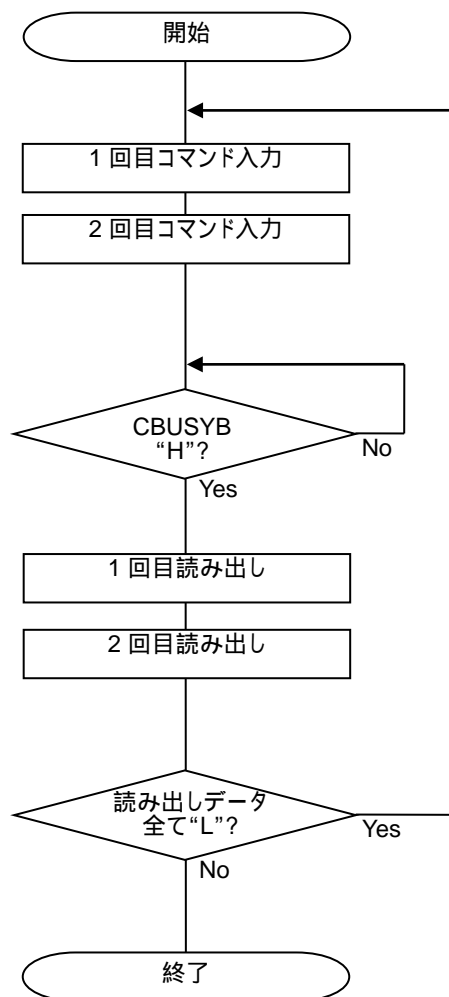 開始
1 回目コマンド入力
2 回目コマンド入力
CBUSYB
“H”?
No
Yes
1 回目読み出し
2 回目読み出し
読み出しデータ
全て“L”?
Yes
No
終了